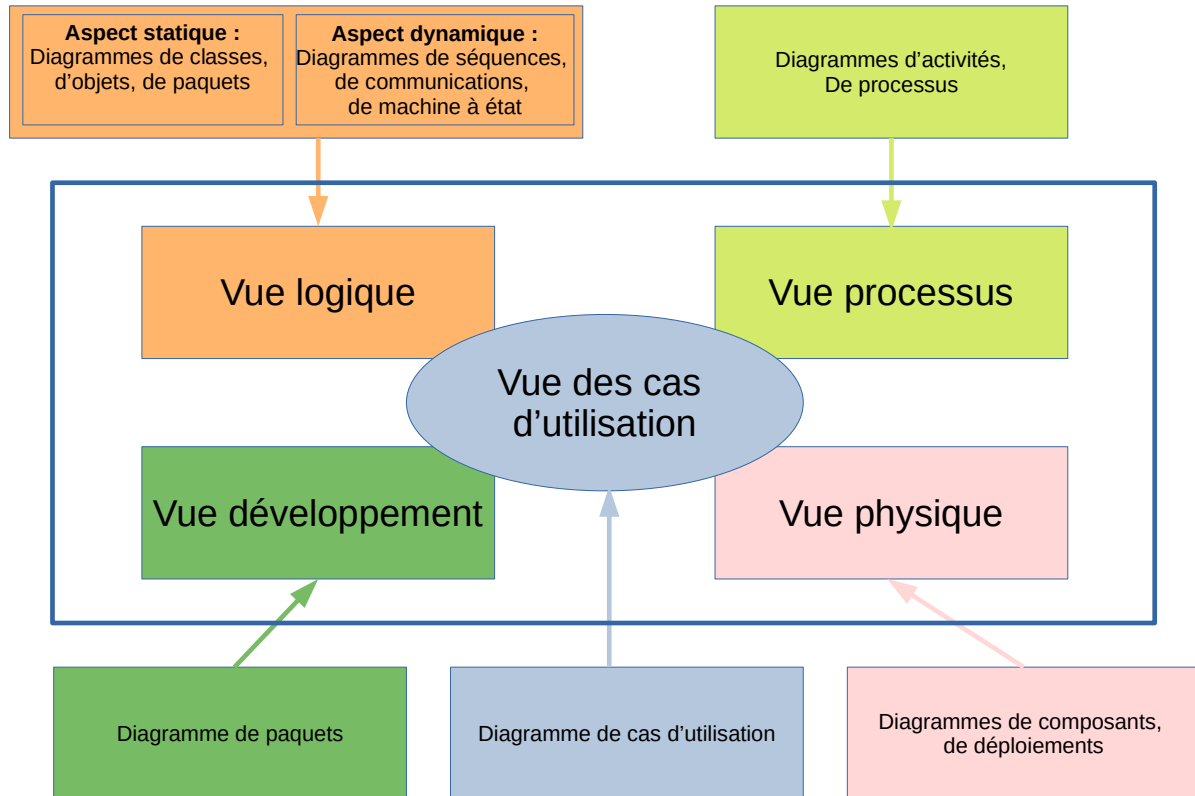 Aspect statique :
Diagrammes de classes,
d’objets, de paquets
Aspect dynamique :
Diagrammes de séquences,
de communications,
de machine à état
Diagrammes d’activités,
De processus
Vue logique
Vue processus
Vue des cas
d’utilisation
Vue développement
Vue physique
Diagramme de paquets
Diagramme de cas d’utilisation
Diagrammes de composants,
de déploiements